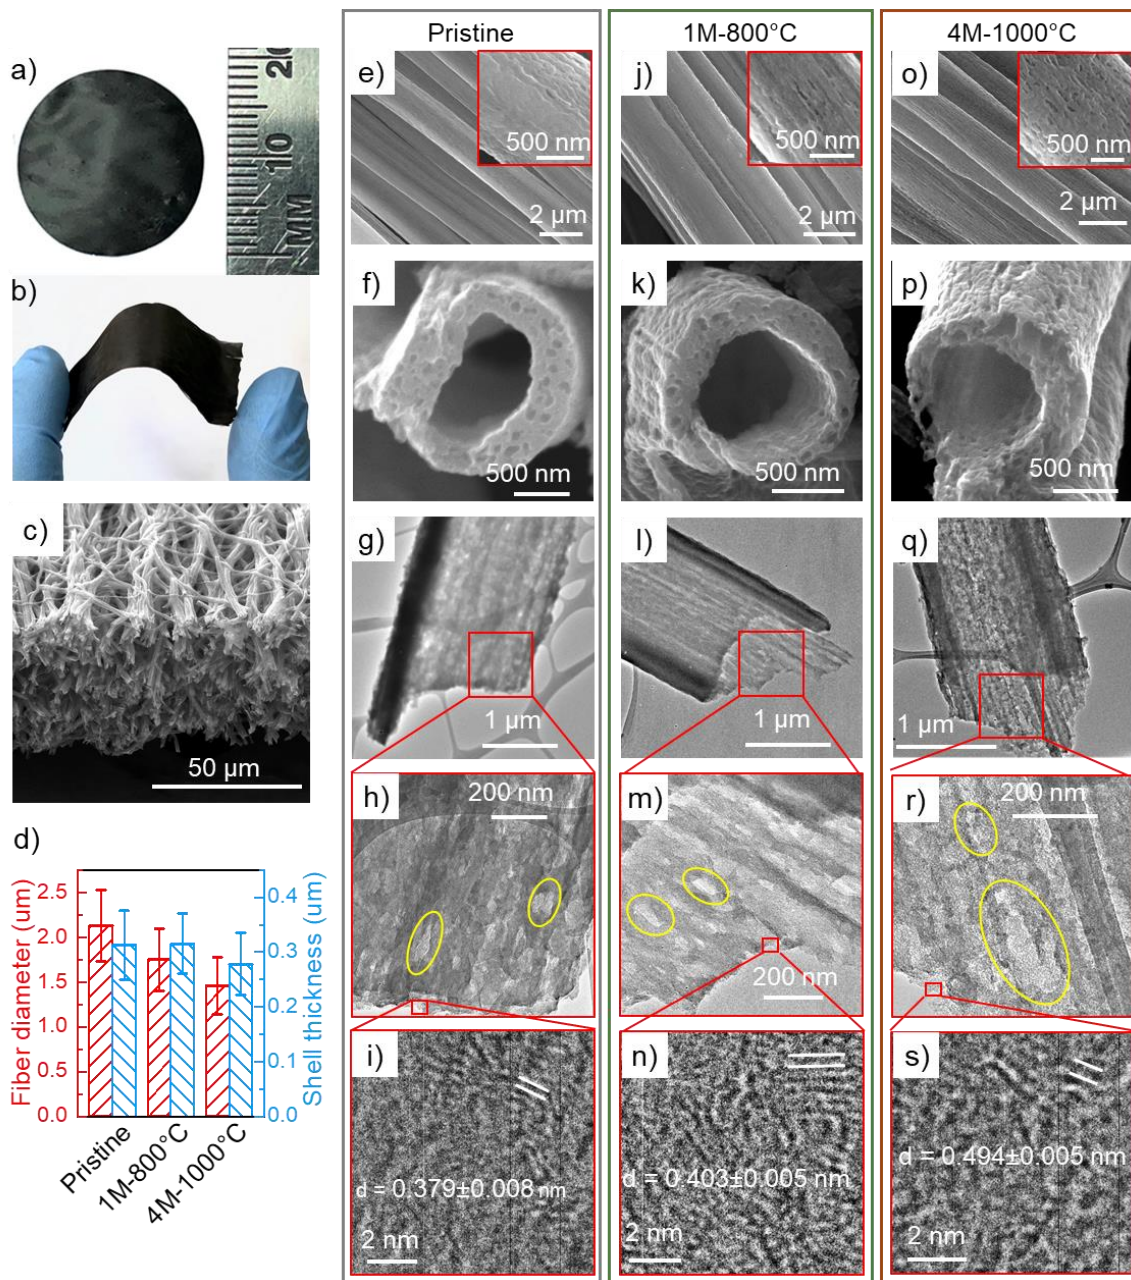 Pristine
1M-800°C
4M-1000°C
a)
20
10
MM
b)
c)
50 µm
d)
Fiber diameter (um)
2.5
2.0
1.5
1.0
0.5
0.0
0.4
0.3
0.2
0.1
0.0
Shell thickness (um)
Pristine
1M-800°C
4M-1000°C
e)
500 nm
2 µm
f)
500 nm
g)
1 µm
h)
200 nm
i)
d = 0.379±0.008 nm
2 nm
j)
500 nm
2 µm
k)
500 nm
l)
1 µm
m)
200 nm
n)
d = 0.403±0.005 nm
2 nm
o)
500 nm
2 µm
p)
500 nm
q)
1 µm
r)
200 nm
s)
d = 0.494±0.005 nm
2 nm